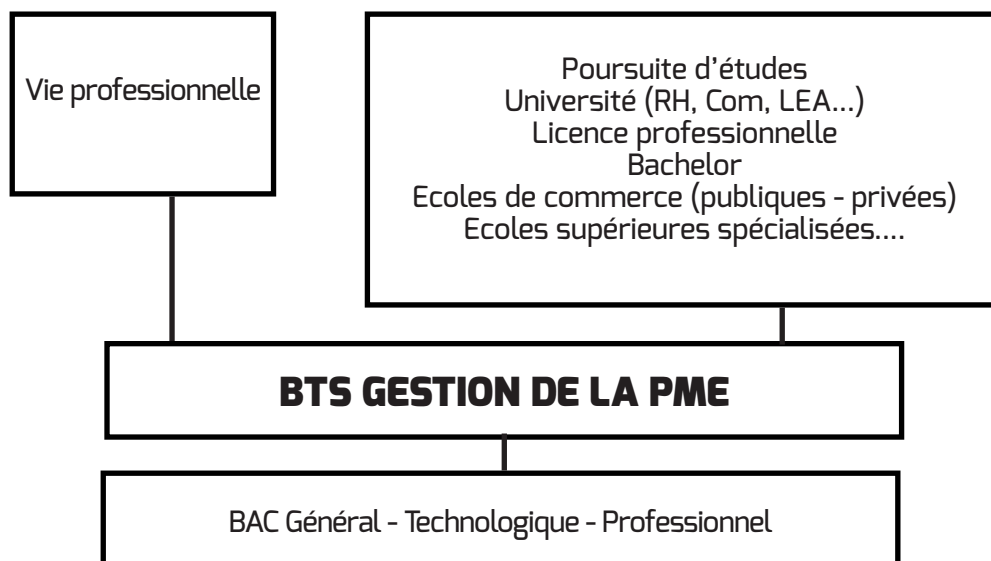 Vie professionnelle
Poursuite d'études
Université (RH, Com, LEA...)
Licence professionnelle
Bachelor
Ecoles de commerce (publiques - privées)
Ecoles supérieures spécialisées....
BTS GESTION DE LA PME
BAC Général - Technologique - Professionnel